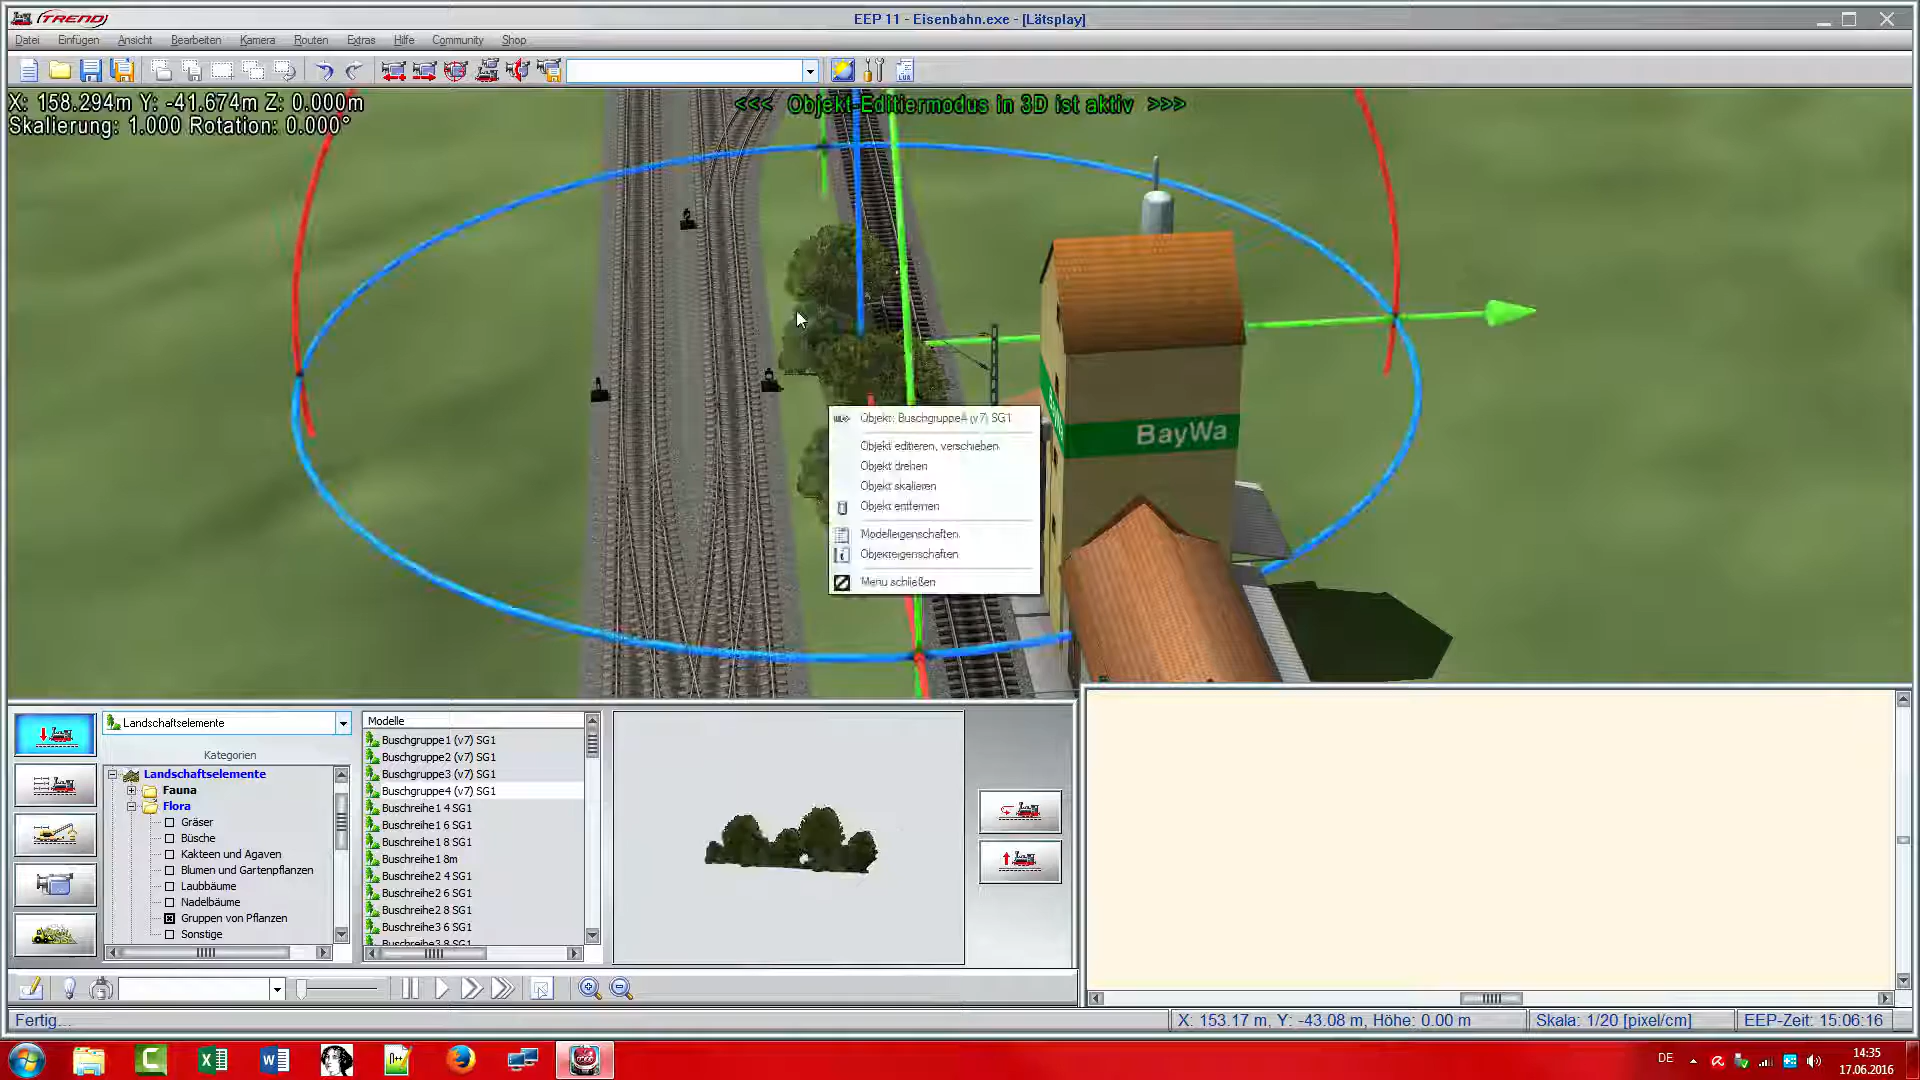 TREND
EEP 11 - Eisenbahn.exe - [Lätsplay]
Datei Einfügen Ansicht Bearbeiten Kamera Routen Extras Hilfe Community Shop
LUA
X: 158.294m Y: -41.674m Z: 0.000m
Skalierung: 1.000 Rotation: 0.000°
<<< Objekt-Editiermodus in 3D ist aktiv >>>
BayWa
Objekt: Buschgruppe4 (v7) SG1
Objekt editieren, verschieben
Objekt drehen
Objekt skalieren
Objekt entfernen
Modelleigenschaften
Objekteigenschaften
Menu schließen
Landschaftselemente
Kategorien
Landschaftselemente
Fauna
Flora
Gräser
Büsche
Kakteen und Agaven
Blumen und Gartenpflanzen
Laubbäume
Nadelbäume
Gruppen von Pflanzen
Sonstige
Modelle
Buschgruppe1 (v7) SG1
Buschgruppe2 (v7) SG1
Buschgruppe3 (v7) SG1
Buschgruppe4 (v7) SG1
Buschreihe1 4 SG1
Buschreihe1 6 SG1
Buschreihe1 8 SG1
Buschreihe1 8m
Buschreihe2 4 SG1
Buschreihe2 6 SG1
Buschreihe2 8 SG1
Buschreihe3 6 SG1
Buschreihe3 8 SG1
Fertig...
X: 153.17 m, Y: -43.08 m, Höhe: 0.00 m
Skala: 1/20 [pixel/cm]
EEP-Zeit: 15:06:16
DE
14:35
17.06.2016